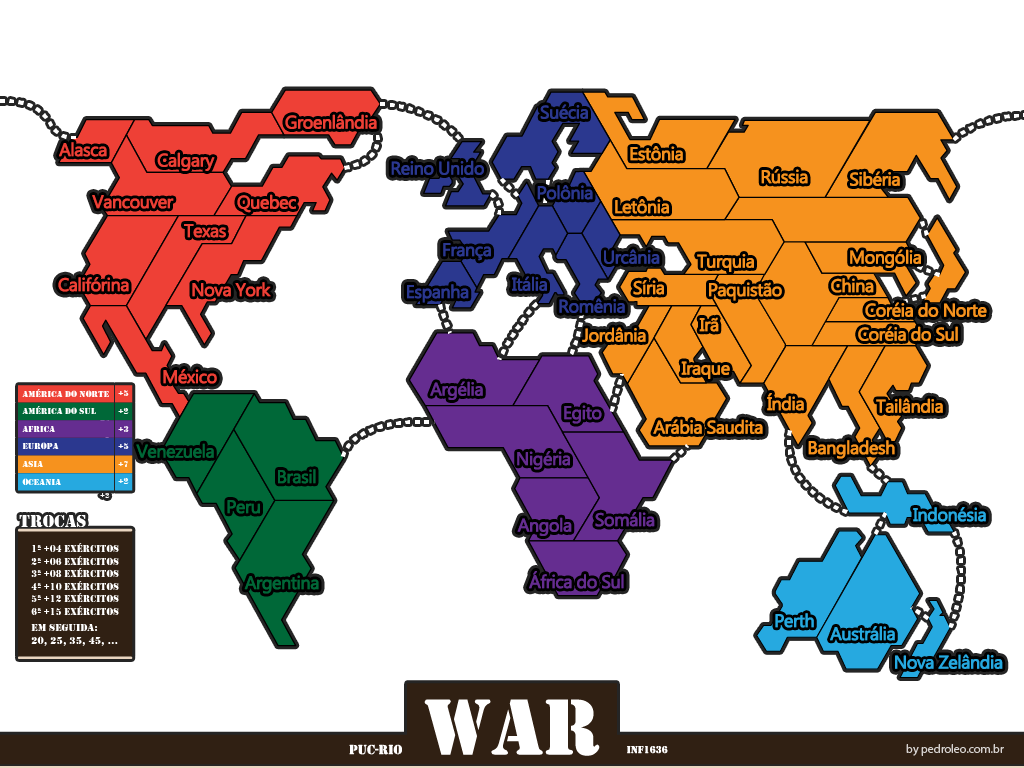 Groenlândia
Suécia
Alasca
Calgary
Estônia
Reino Unido
Rússia
Sibéria
Vancouver
Quebec
Polônia
Letônia
Texas
França
Urcânia
Turquia
Mongólia
Califórina
Nova York
Espanha
Itália
Síria
Paquistão
China
Romênia
Coréia do Norte
Jordânia
Irã
Coréia do Sul
México
Iraque
AMÉRICA DO NORTE +5
AMÉRICA DO SUL +2
AFRICA +3
EUROPA +5
ASIA +7
OCEANIA +2
+3
Argélia
Egito
Índia
Tailândia
Arábia Saudita
Venezuela
Bangladesh
Nigéria
Brasil
Peru
Angola
Somália
Indonésia
TROCAS
1ª +04 EXÉRCITOS
2ª +06 EXÉRCITOS
3ª +08 EXÉRCITOS
4ª +10 EXÉRCITOS
5ª +12 EXÉRCITOS
6ª +15 EXÉRCITOS
EM SEGUIDA:
20, 25, 35, 45, ...
Argentina
África do Sul
Perth
Austrália
Nova Zelândia
WAR
PUC-RIO
INF1636
by pedroleo.com.br